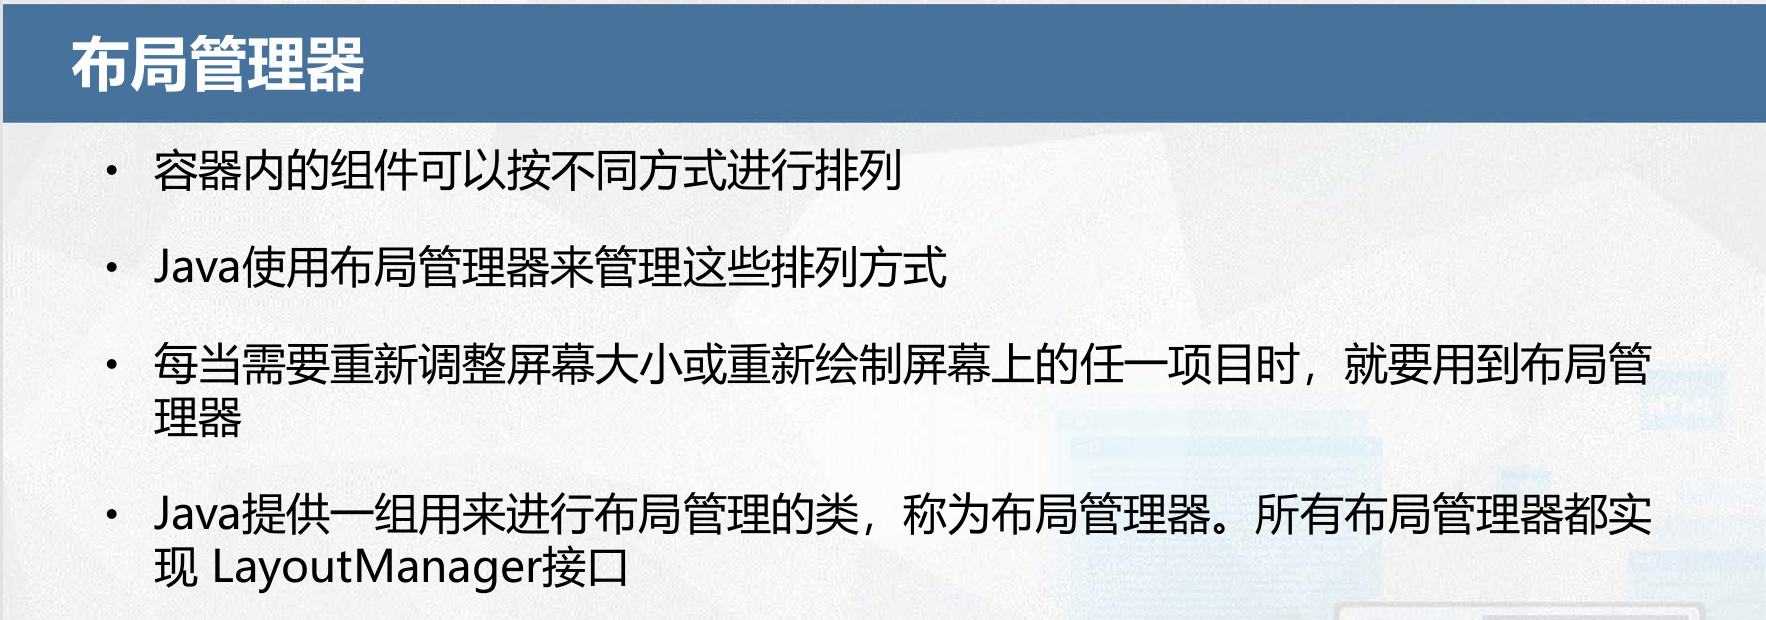 布局管理器
• 容器内的组件可以按不同方式进行排列
• Java使用布局管理器来管理这些排列方式
• 每当需要重新调整屏幕大小或重新绘制屏幕上的任一项目时，就要用到布局管
理器
• Java提供一组用来进行布局管理的类，称为布局管理器。所有布局管理器都实
现 LayoutManager接口
HTML